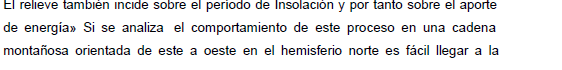 El relieve también incide sobre el periodo de Insolación y por tanto sobre el aporte
de energía» Si se analiza el comportamiento de este proceso en una cadena
montañosa orientada de este a oeste en el hemisferio norte es fácil llegar a la